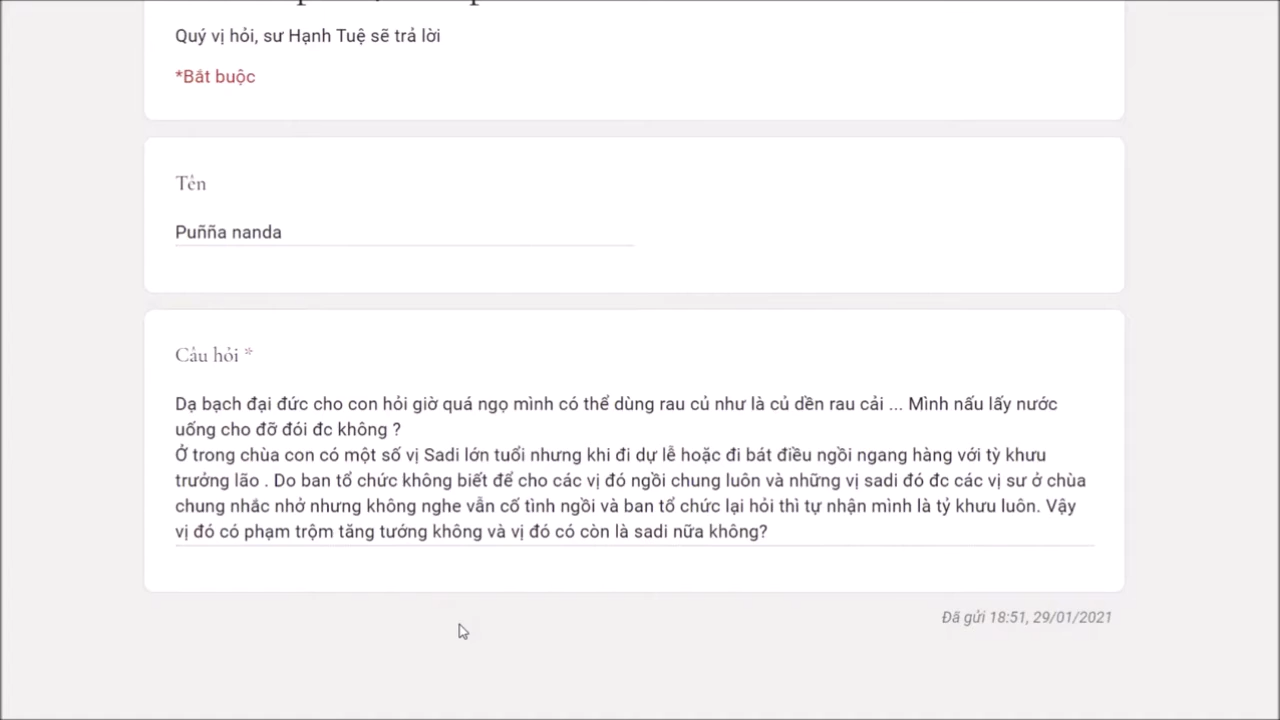 Quý vị hỏi, sư Hạnh Tuệ sẽ trả lời
*Bắt buộc
Tên
Puñña nanda
Câu hỏi *
Dạ bạch đại đức cho con hỏi giờ quá ngọ mình có thể dùng rau củ như là củ dền rau cải ... Mình nấu lấy nước
uống cho đỡ đói đc không ?
Ở trong chùa con có một số vị Sadi lớn tuổi nhưng khi đi dự lễ hoặc đi bát điều ngồi ngang hàng với tỳ khưu
trưởng lão . Do ban tổ chức không biết để cho các vị đó ngồi chung luôn và những vị sadi đó đc các vị sư ở chùa
chung nhắc nhở nhưng không nghe vẫn cố tình ngồi và ban tổ chức lại hỏi thì tự nhận mình là tỷ khưu luôn. Vậy
vị đó có phạm trộm tăng tướng không và vị đó có còn là sadi nữa không?
Đã gửi 18:51, 29/01/2021